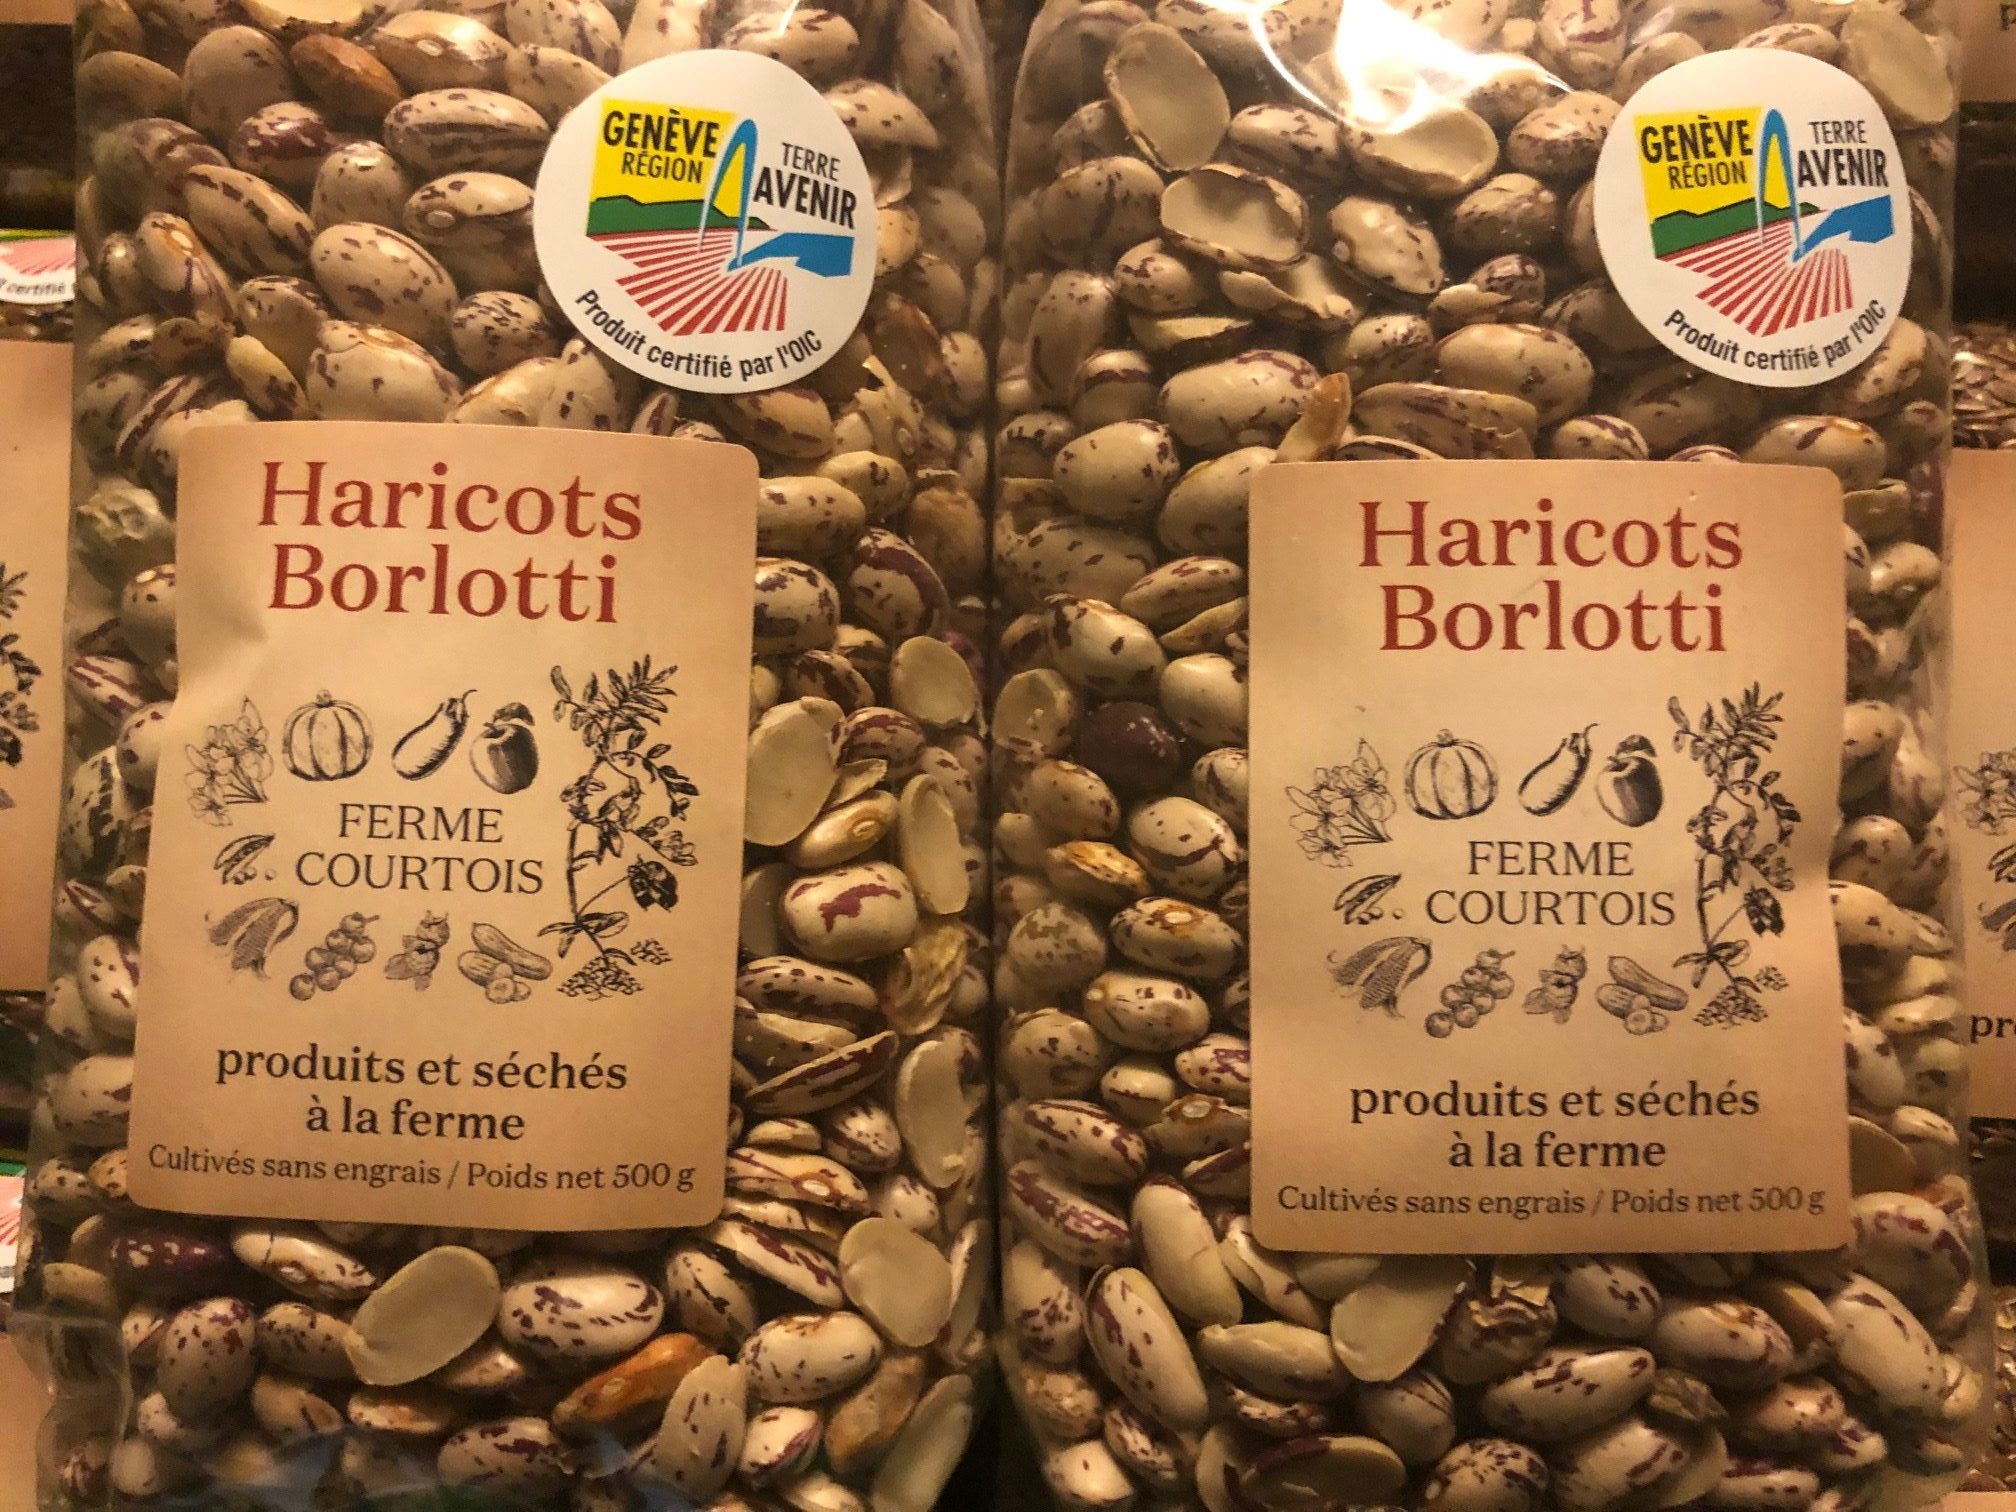 GENÈVE
RÉGION
TERRE
AVENIR
Produit certifié par l'OIC
Haricots
Borlotti
FERME
COURTOIS
produits et séchés
à la ferme
Cultivés sans engrais / Poids net 500 g
GENÈVE
RÉGION
TERRE
AVENIR
Produit certifié par l'OIC
Haricots
Borlotti
FERME
COURTOIS
produits et séchés
à la ferme
Cultivés sans engrais / Poids net 500 g
certifié